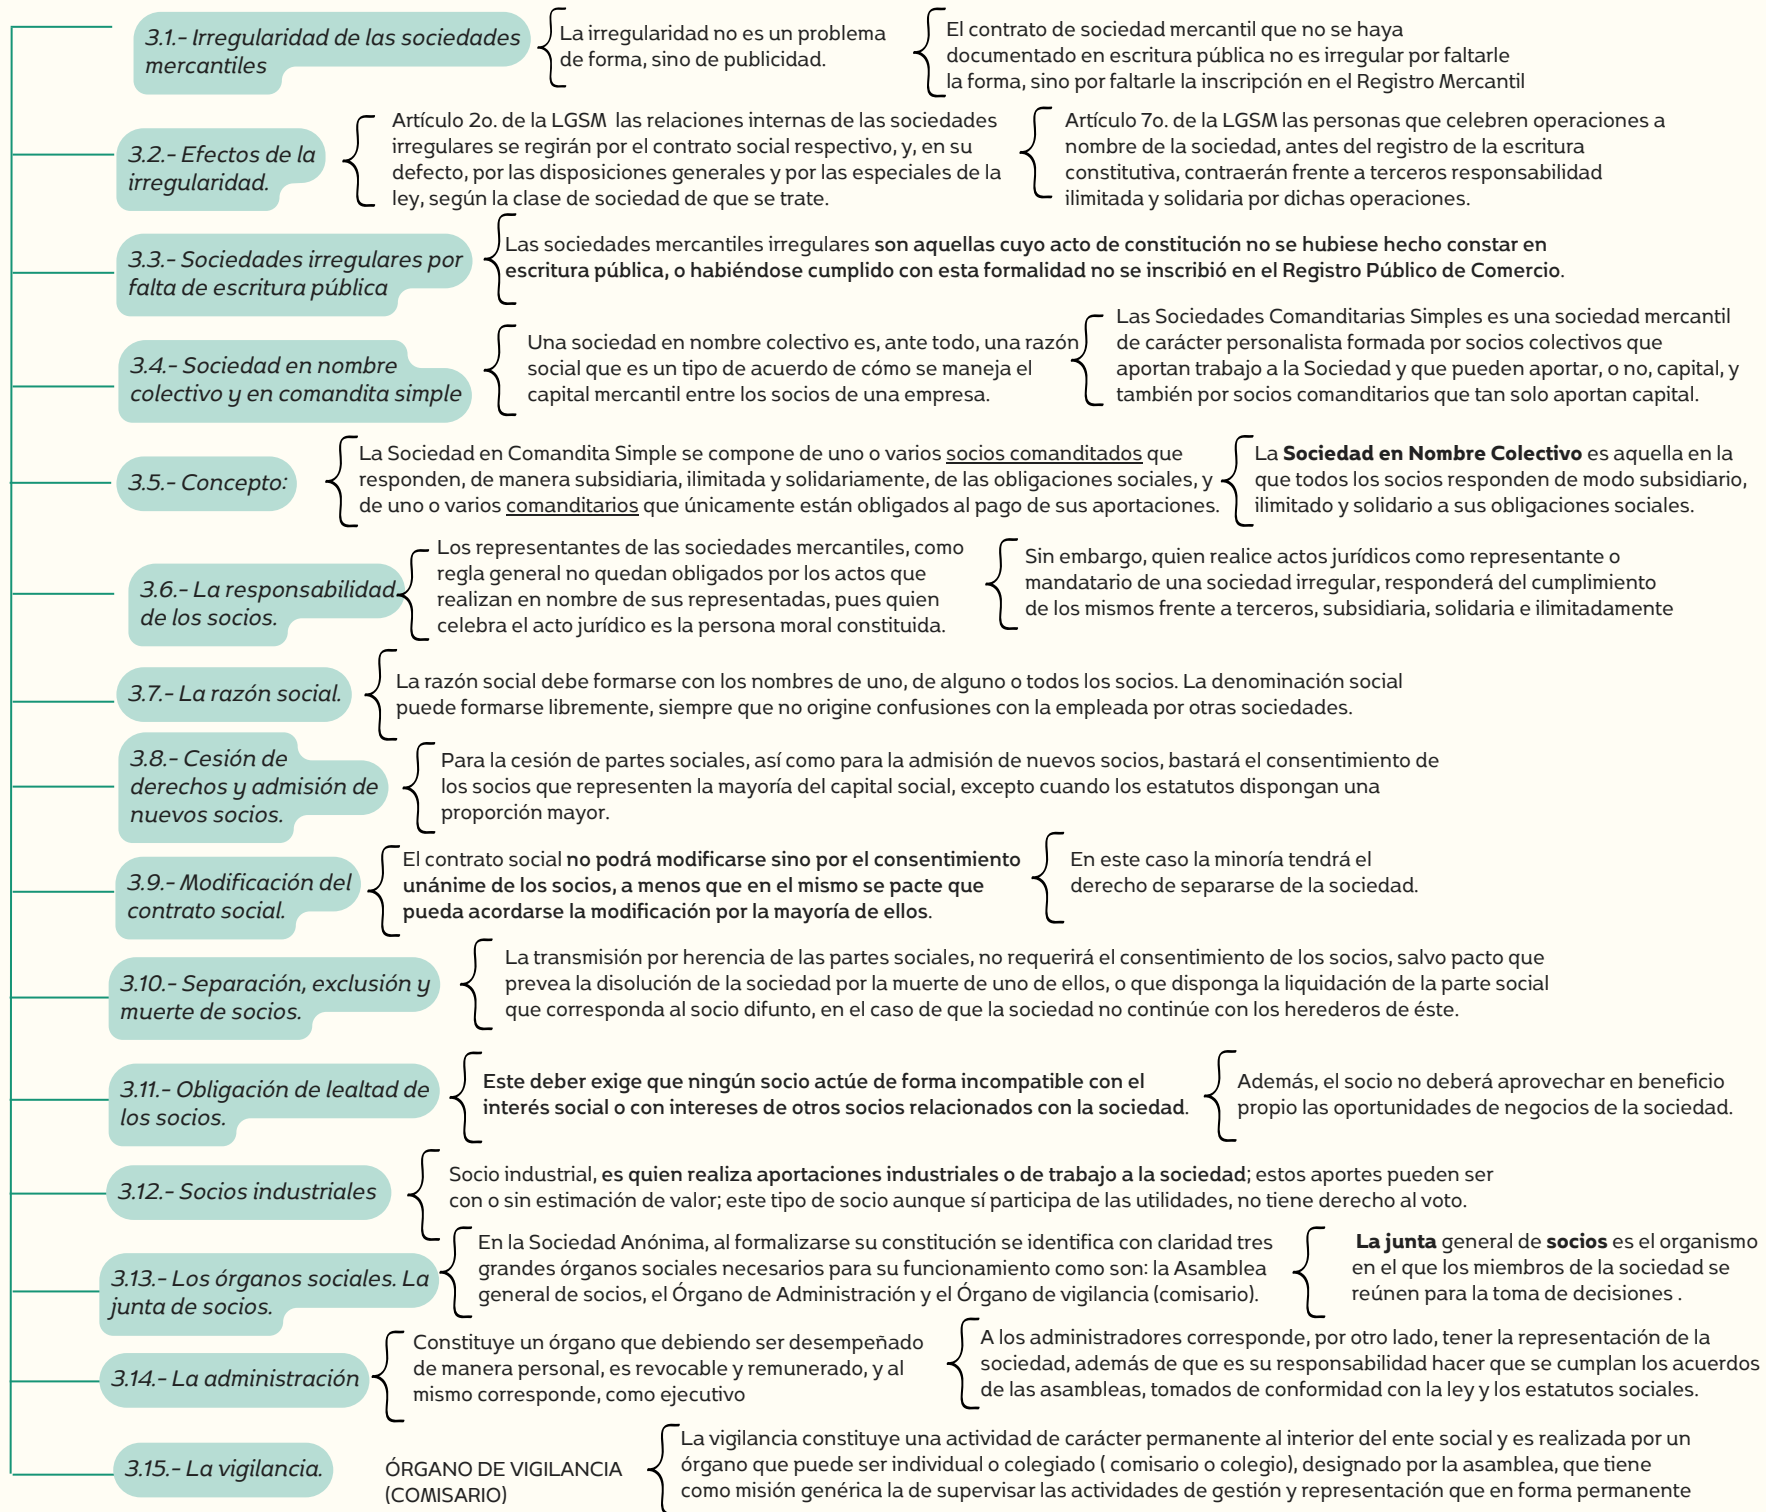 3.1.- Irregularidad de las sociedades
mercantiles
La irregularidad no es un problema
de forma, sino de publicidad.
El contrato de sociedad mercantil que no se haya
documentado en escritura pública no es irregular por faltarle
la forma, sino por faltarle la inscripción en el Registro Mercantil
3.2.- Efectos de la
irregularidad.
Artículo 2o. de la LGSM las relaciones internas de las sociedades
irregulares se regirán por el contrato social respectivo, y, en su
defecto, por las disposiciones generales y por las especiales de la
ley, según la clase de sociedad de que se trate.
Artículo 7o. de la LGSM las personas que celebren operaciones a
nombre de la sociedad, antes del registro de la escritura
constitutiva, contraerán frente a terceros responsabilidad
ilimitada y solidaria por dichas operaciones.
3.3.- Sociedades irregulares por
falta de escritura pública
Las sociedades mercantiles irregulares son aquellas cuyo acto de constitución no se hubiese hecho constar en
escritura pública, o habiéndose cumplido con esta formalidad no se inscribió en el Registro Público de Comercio.
3.4.- Sociedad en nombre
colectivo y en comandita simple
Una sociedad en nombre colectivo es, ante todo, una razón
social que es un tipo de acuerdo de cómo se maneja el
capital mercantil entre los socios de una empresa.
Las Sociedades Comanditarias Simples es una sociedad mercantil
de carácter personalista formada por socios colectivos que
aportan trabajo a la Sociedad y que pueden aportar, o no, capital, y
también por socios comanditarios que tan solo aportan capital.
3.5.- Concepto:
La Sociedad en Comandita Simple se compone de uno o varios socios comanditados que
responden, de manera subsidiaria, ilimitada y solidariamente, de las obligaciones sociales, y
de uno o varios comanditarios que únicamente están obligados al pago de sus aportaciones.
La Sociedad en Nombre Colectivo es aquella en la
que todos los socios responden de modo subsidiario,
ilimitado y solidario a sus obligaciones sociales.
3.6.- La responsabilidad
de los socios.
Los representantes de las sociedades mercantiles, como
regla general no quedan obligados por los actos que
realizan en nombre de sus representadas, pues quien
celebra el acto jurídico es la persona moral constituida.
Sin embargo, quien realice actos jurídicos como representante o
mandatario de una sociedad irregular, responderá del cumplimiento
de los mismos frente a terceros, subsidiaria, solidaria e ilimitadamente
3.7.- La razón social.
La razón social debe formarse con los nombres de uno, de alguno o todos los socios. La denominación social
puede formarse libremente, siempre que no origine confusiones con la empleada por otras sociedades.
3.8.- Cesión de
derechos y admisión de
nuevos socios.
Para la cesión de partes sociales, así como para la admisión de nuevos socios, bastará el consentimiento de
los socios que representen la mayoría del capital social, excepto cuando los estatutos dispongan una
proporción mayor.
3.9.- Modificación del
contrato social.
El contrato social no podrá modificarse sino por el consentimiento
unánime de los socios, a menos que en el mismo se pacte que
pueda acordarse la modificación por la mayoría de ellos.
En este caso la minoría tendrá el
derecho de separarse de la sociedad.
3.10.- Separación, exclusión y
muerte de socios.
La transmisión por herencia de las partes sociales, no requerirá el consentimiento de los socios, salvo pacto que
prevea la disolución de la sociedad por la muerte de uno de ellos, o que disponga la liquidación de la parte social
que corresponda al socio difunto, en el caso de que la sociedad no continúe con los herederos de éste.
3.11.- Obligación de lealtad de
los socios.
Este deber exige que ningún socio actúe de forma incompatible con el
interés social o con intereses de otros socios relacionados con la sociedad.
Además, el socio no deberá aprovechar en beneficio
propio las oportunidades de negocios de la sociedad.
3.12.- Socios industriales
Socio industrial, es quien realiza aportaciones industriales o de trabajo a la sociedad; estos aportes pueden ser
con o sin estimación de valor; este tipo de socio aunque sí participa de las utilidades, no tiene derecho al voto.
3.13.- Los órganos sociales. La
junta de socios.
En la Sociedad Anónima, al formalizarse su constitución se identifica con claridad tres
grandes órganos sociales necesarios para su funcionamiento como son: la Asamblea
general de socios, el Órgano de Administración y el Órgano de vigilancia (comisario).
La junta general de socios es el organismo
en el que los miembros de la sociedad se
reúnen para la toma de decisiones .
3.14.- La administración
Constituye un órgano que debiendo ser desempeñado
de manera personal, es revocable y remunerado, y al
mismo corresponde, como ejecutivo
A los administradores corresponde, por otro lado, tener la representación de la
sociedad, además de que es su responsabilidad hacer que se cumplan los acuerdos
de las asambleas, tomados de conformidad con la ley y los estatutos sociales.
3.15.- La vigilancia.
ÓRGANO DE VIGILANCIA
(COMISARIO)
La vigilancia constituye una actividad de carácter permanente al interior del ente social y es realizada por un
órgano que puede ser individual o colegiado ( comisario o colegio), designado por la asamblea, que tiene
como misión genérica la de supervisar las actividades de gestión y representación que en forma permanente